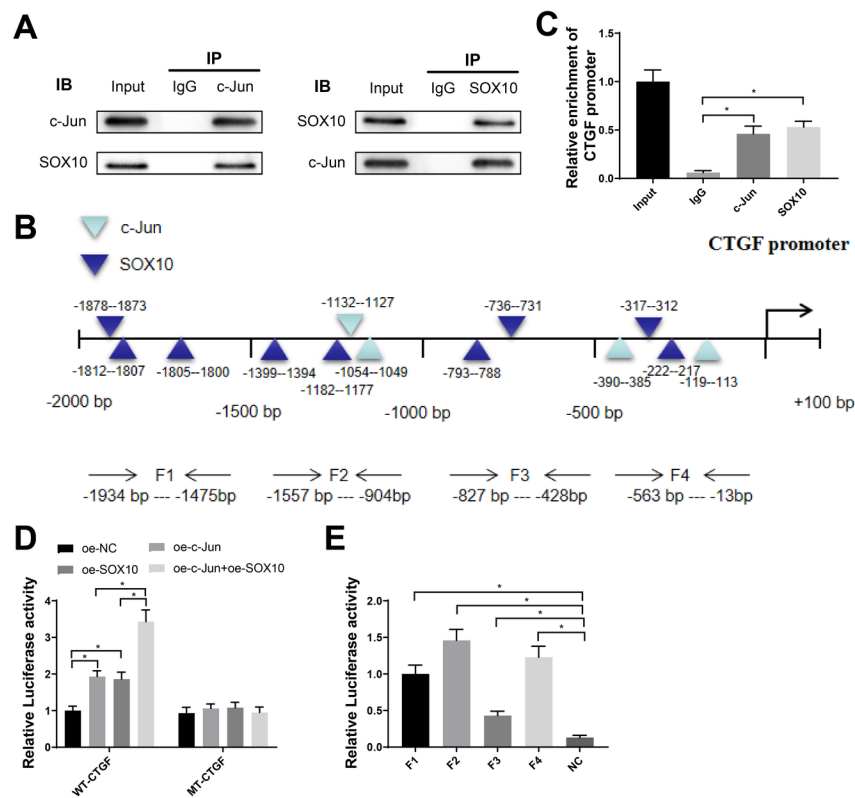 A
IP
IB Input IgG c-Jun
c-Jun
SOX10
IP
IB Input IgG SOX10
SOX10
c-Jun
C
Relative enrichment of
CTGF promoter
1.5
1.0
0.5
0.0
* *
Input IgG c-Jun SOX10
B
c-Jun
SOX10
CTGF promoter
-1878--1873 -1132--1127 -736--731 -317--312
-1812--1807 -1805--1800 -1399--1394 -1182--1177 -1054--1049 -793--788 -390--385 -222--217 -119--113
-2000 bp -1500 bp -1000 bp -500 bp +100 bp
F1 F2 F3 F4
-1934 bp --- -1475bp -1557 bp --- -904bp -827 bp --- -428bp -563 bp --- -13bp
D
oe-NC oe-c-Jun
oe-SOX10 oe-c-Jun+oe-SOX10
Relative Luciferase activity
4
3
2
1
0
* * * *
WT-CTGF MT-CTGF
E
Relative Luciferase activity
2.0
1.5
1.0
0.5
0.0
* * * *
F1 F2 F3 F4 NC